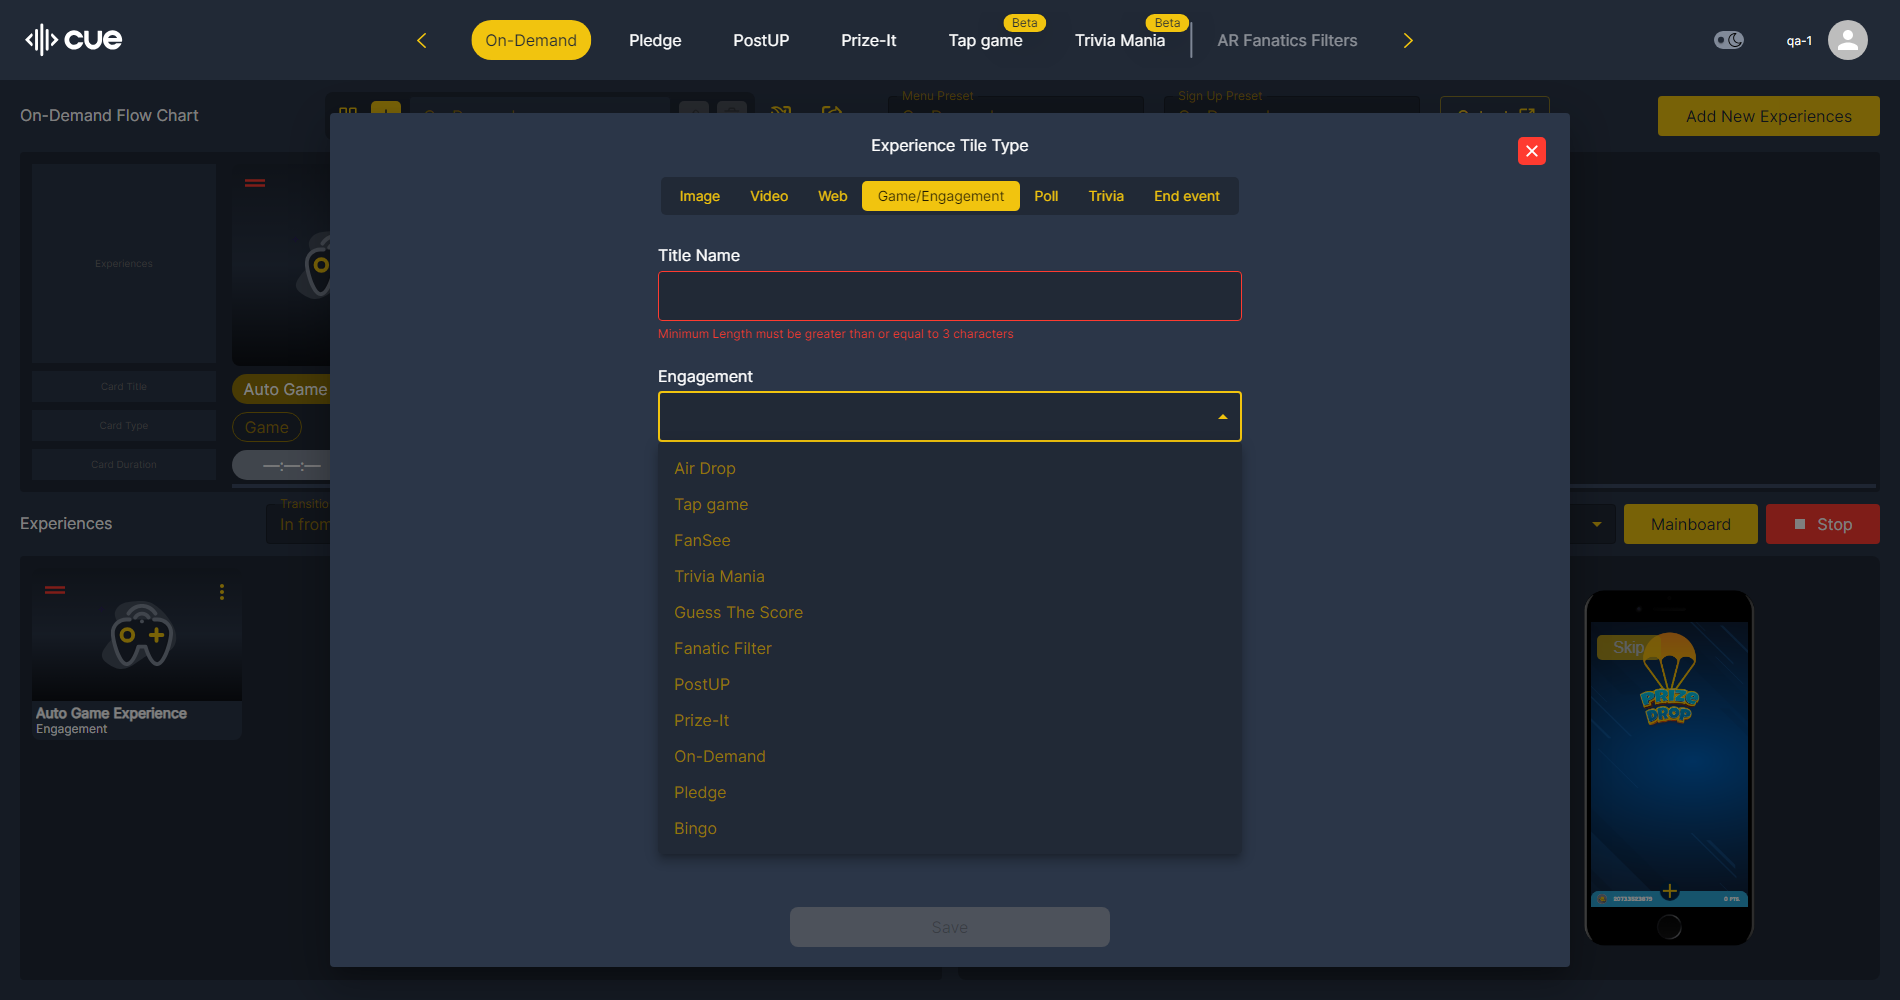 cue
On-Demand
Pledge
PostUP
Prize-It
Tap game
Beta
Trivia Mania
Beta
AR Fanatics Filters
qa-1
On-Demand Flow Chart
Menu Preset
Sign Up Preset
Add New Experiences
Experience Tile Type
Image
Video
Web
Game/Engagement
Poll
Trivia
End event
Experiences
Title Name
Minimum Length must be greater than or equal to 3 characters
Card Title
Auto Game
Engagement
Card Type
Game
Card Duration
—:—:—
Air Drop
Tap game
FanSee
Trivia Mania
Guess The Score
Fanatic Filter
PostUP
Prize-It
On-Demand
Pledge
Bingo
Experiences
Transitio
In from
Mainboard
Stop
Auto Game Experience
Engagement
Skip
PRIZE
DROP
0 PTS.
Save